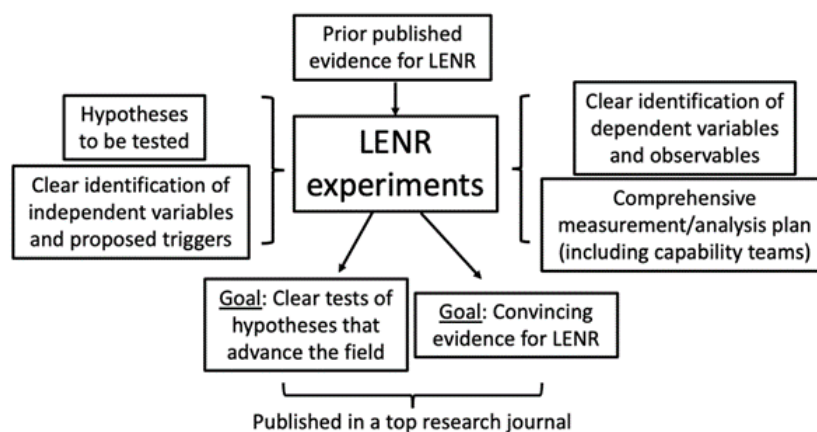 Prior published
evidence for LENR
Hypotheses
to be tested
Clear identification of
independent variables
and proposed triggers
LENR
experiments
Clear identification of
dependent variables
and observables
Comprehensive
measurement/analysis plan
(including capability teams)
Goal: Clear tests of
hypotheses that
advance the field
Goal: Convincing
evidence for LENR
Published in a top research journal